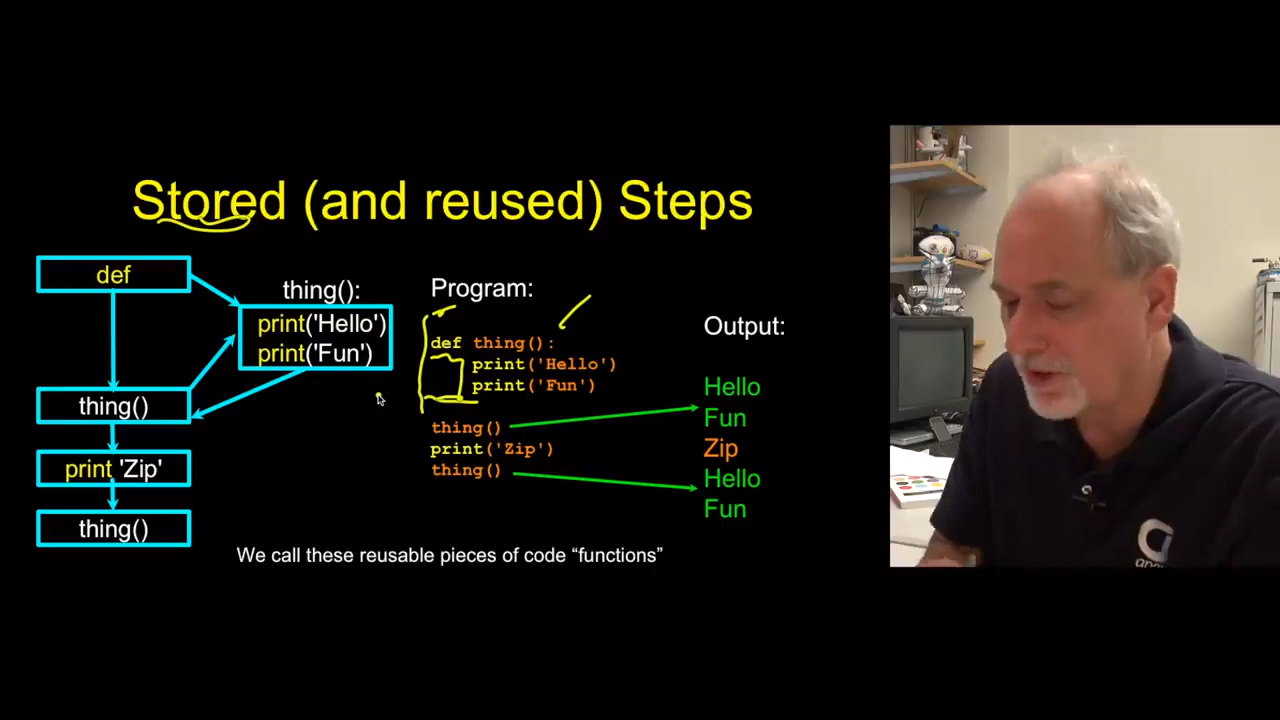 Stored (and reused) Steps
def
thing():
print('Hello')
print('Fun')
thing()
print 'Zip'
thing()
Program:
def thing():
print('Hello')
print('Fun')
thing()
print('Zip')
thing()
Output:
Hello
Fun
Zip
Hello
Fun
We call these reusable pieces of code “functions”